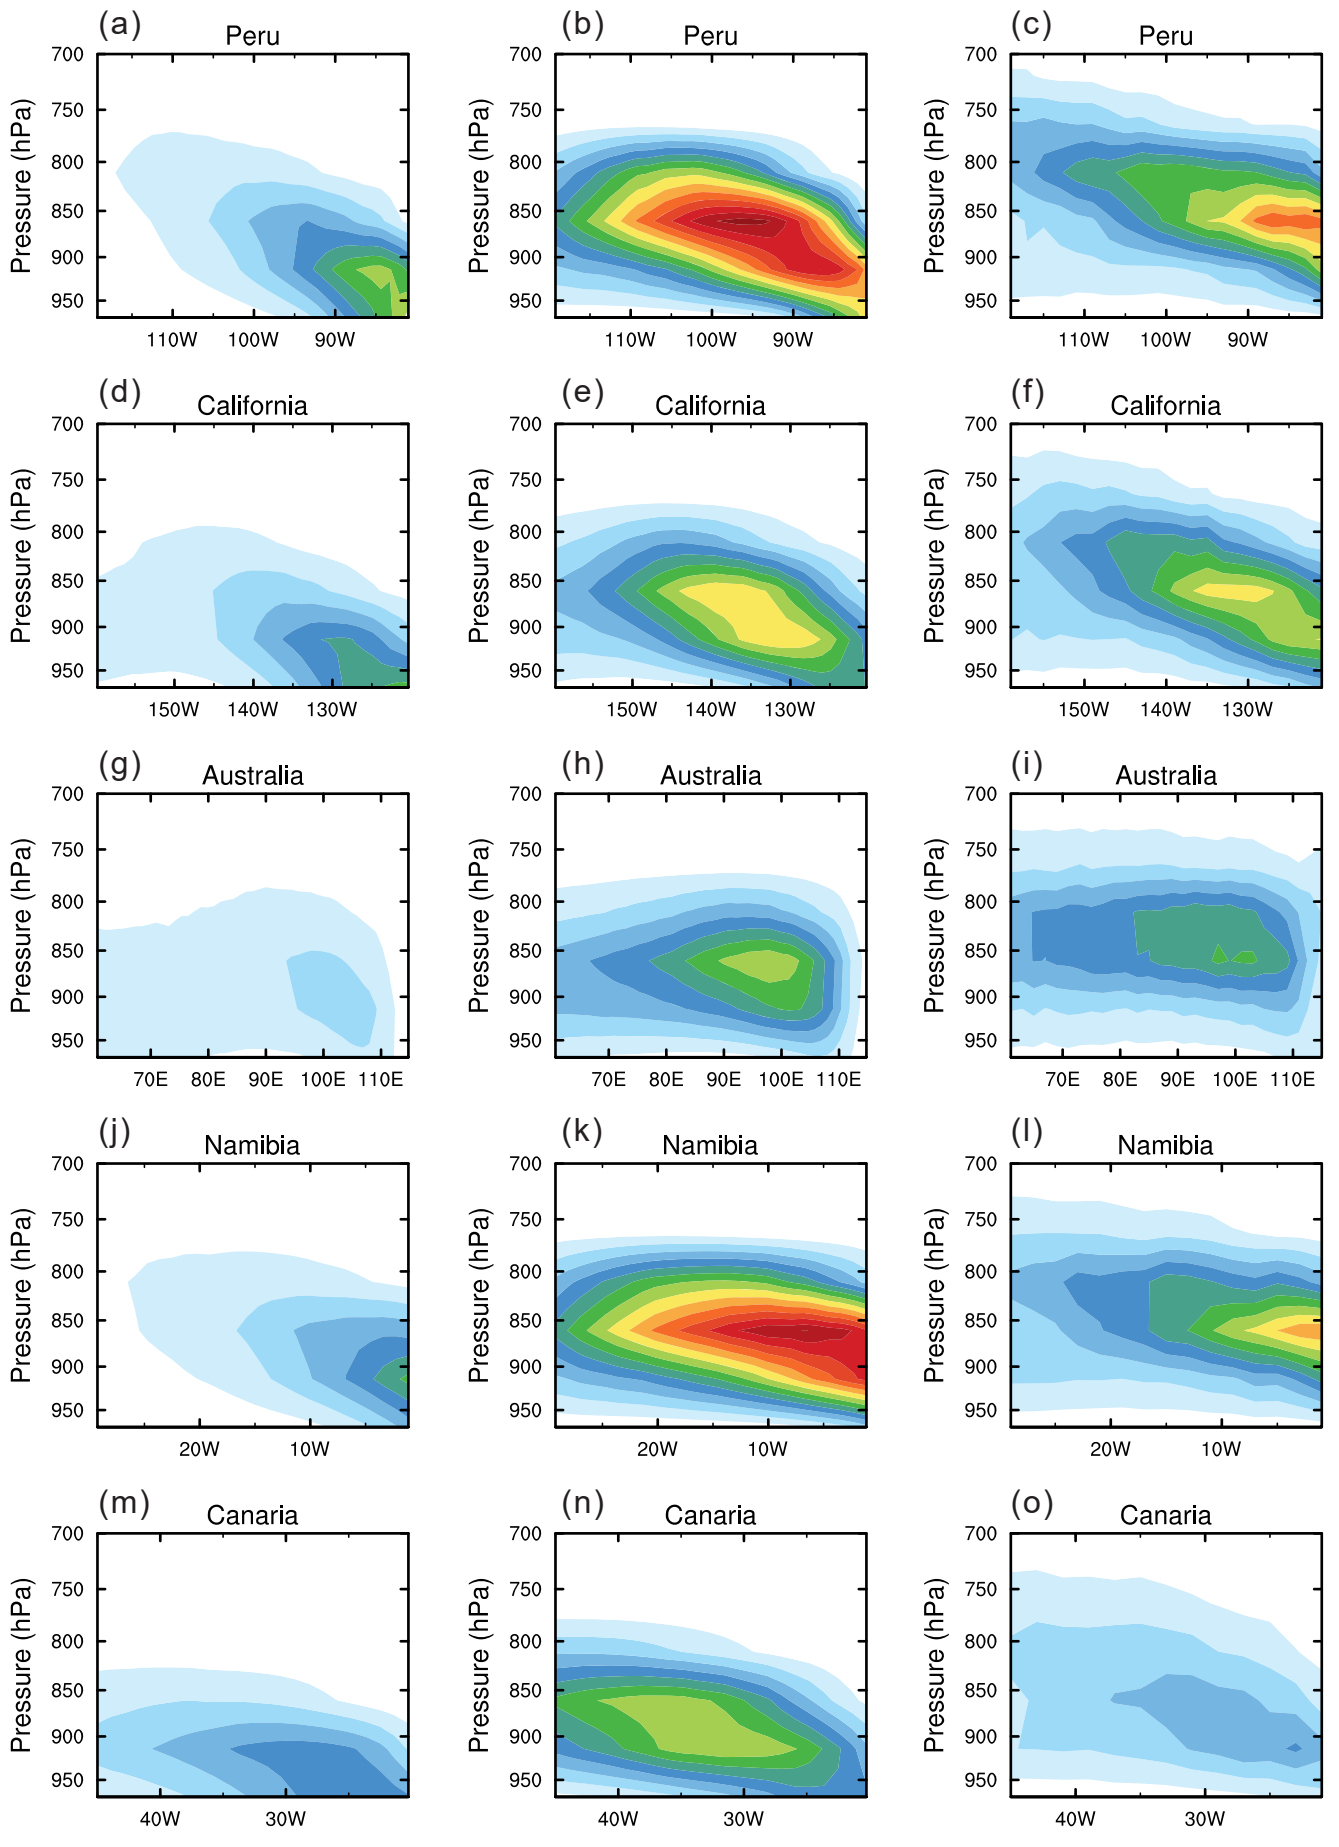 (a) (b) (c)
Peru Peru Peru
700 700 700
750 750 750
800 800 800
850 850 850
900 900 900
950 950 950
Pressure (hPa) Pressure (hPa) Pressure (hPa)
110W 100W 90W 110W 100W 90W 110W 100W 90W
(d) (e) (f)
California California California
700 700 700
750 750 750
800 800 800
850 850 850
900 900 900
950 950 950
Pressure (hPa) Pressure (hPa) Pressure (hPa)
150W 140W 130W 150W 140W 130W 150W 140W 130W
(g) (h) (i)
Australia Australia Australia
700 700 700
750 750 750
800 800 800
850 850 850
900 900 900
950 950 950
Pressure (hPa) Pressure (hPa) Pressure (hPa)
70E 80E 90E 100E 110E 70E 80E 90E 100E 110E 70E 80E 90E 100E 110E
(j) (k) (l)
Namibia Namibia Namibia
700 700 700
750 750 750
800 800 800
850 850 850
900 900 900
950 950 950
Pressure (hPa) Pressure (hPa) Pressure (hPa)
20W 10W 20W 10W 20W 10W
(m) (n) (o)
Canaria Canaria Canaria
700 700 700
750 750 750
800 800 800
850 850 850
900 900 900
950 950 950
Pressure (hPa) Pressure (hPa) Pressure (hPa)
40W 30W 40W 30W 40W 30W